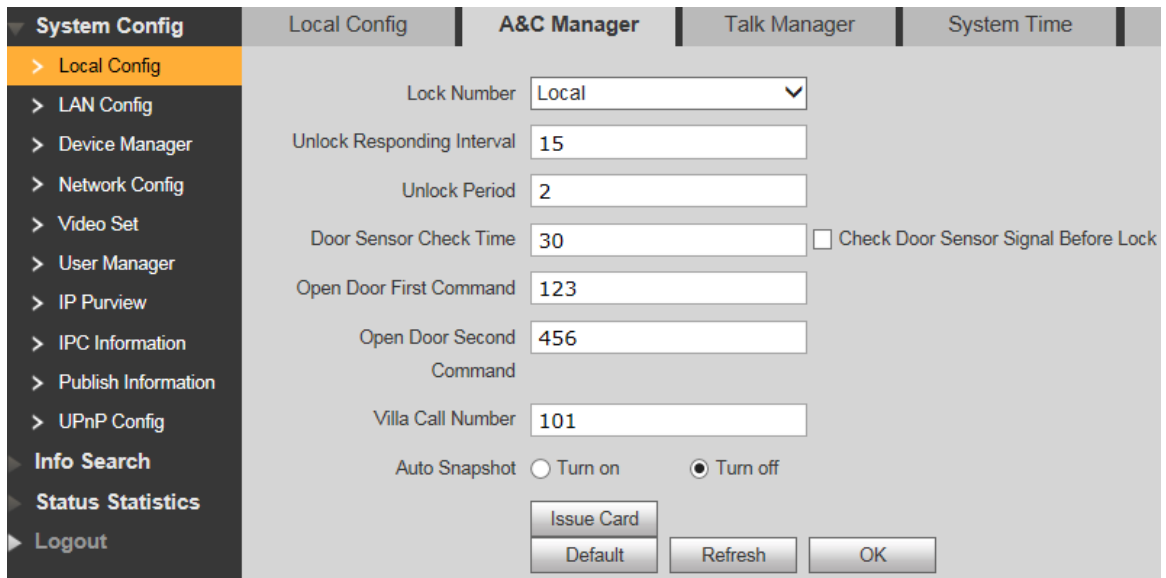 System Config
Local Config
LAN Config
Device Manager
Network Config
Video Set
User Manager
IP Purview
IPC Information
Publish Information
UPnP Config
Info Search
Status Statistics
Logout
Local Config A&C Manager Talk Manager System Time
Lock Number Local
Unlock Responding Interval 15
Unlock Period 2
Door Sensor Check Time 30 Check Door Sensor Signal Before Lock
Open Door First Command 123
Open Door Second 456
Command
Villa Call Number 101
Auto Snapshot Turn on Turn off
Issue Card
Default Refresh OK